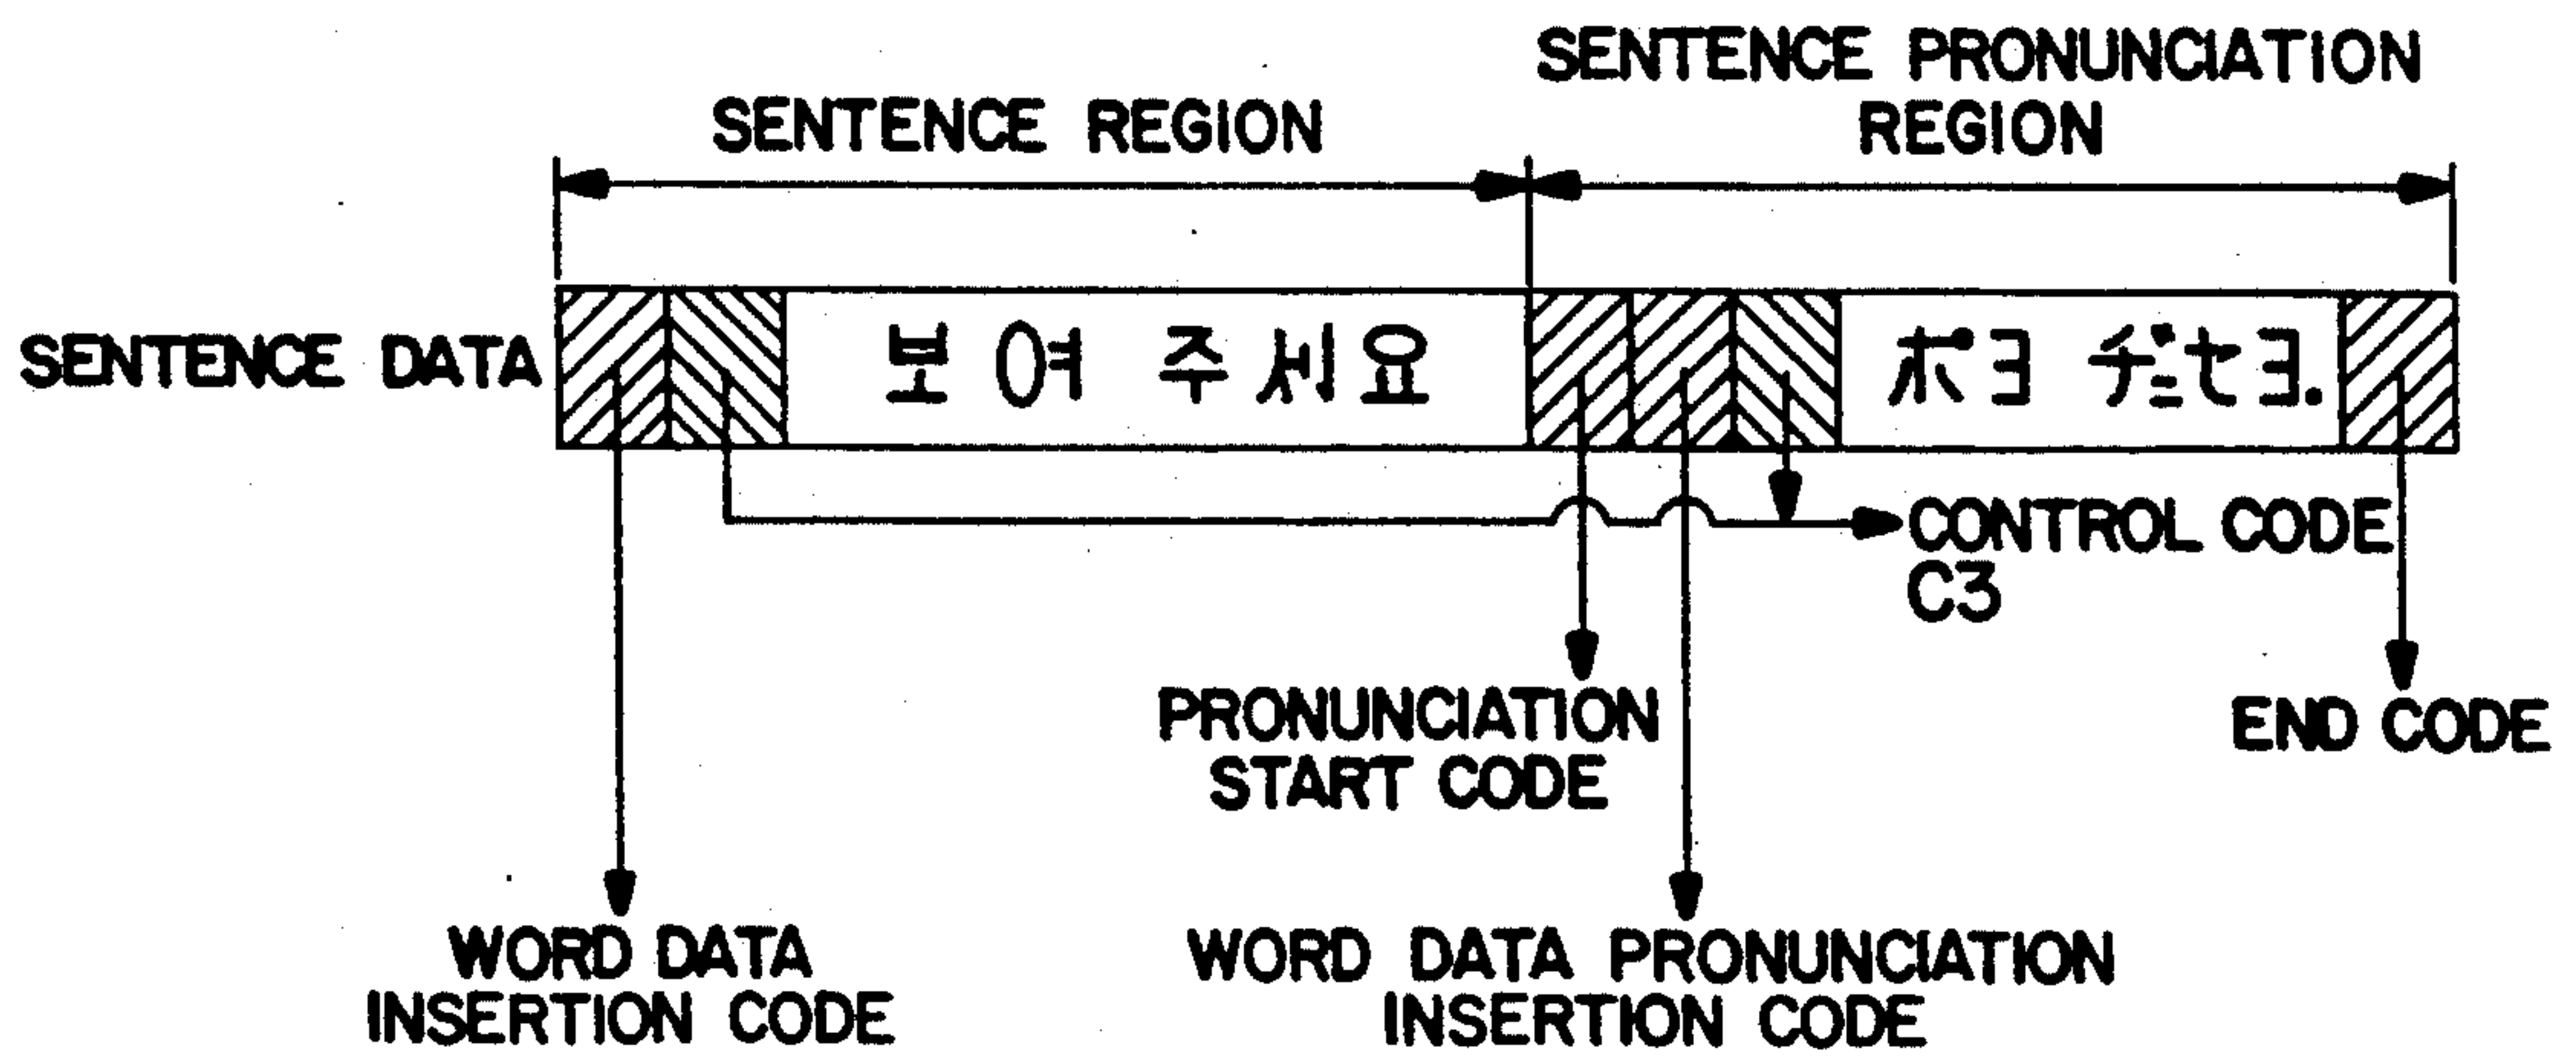 SENTENCE PRONUNCIATION
REGION
SENTENCE REGION
SENTENCE DATA
보여 주세요
ポヨ ヂュセヨ.
CONTROL CODE
C3
PRONUNCIATION
START CODE
END CODE
WORD DATA
INSERTION CODE
WORD DATA PRONUNCIATION
INSERTION CODE